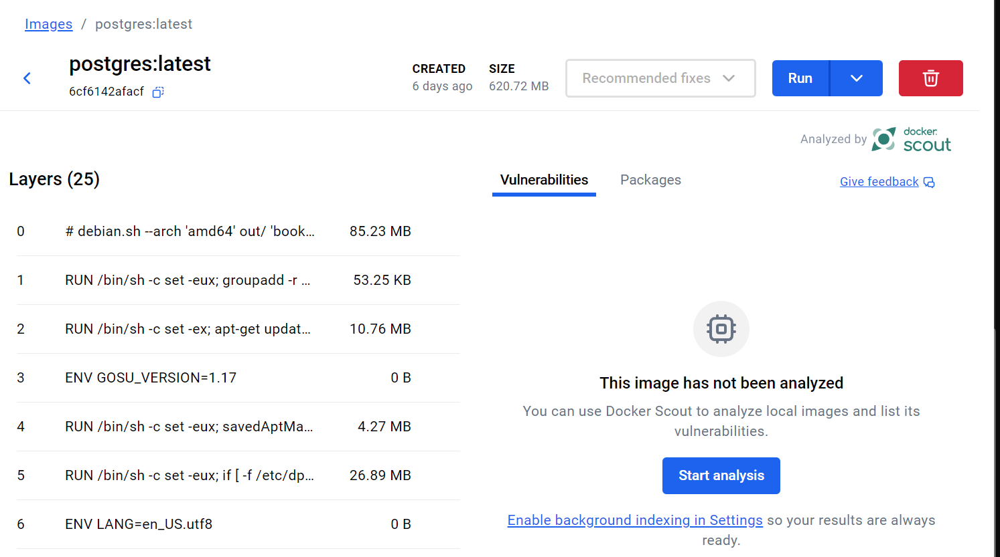 Images / postgres:latest
postgres:latest
6cf6142afacf
CREATED
6 days ago
SIZE
620.72 MB
Recommended fixes
Run
Analyzed by docker scout
Layers (25)
Vulnerabilities
Packages
Give feedback
0 # debian.sh --arch 'amd64' out/ 'book... 85.23 MB
1 RUN /bin/sh -c set -eux; groupadd -r ... 53.25 KB
2 RUN /bin/sh -c set -ex; apt-get updat... 10.76 MB
3 ENV GOSU_VERSION=1.17 0 B
4 RUN /bin/sh -c set -eux; savedAptMa... 4.27 MB
5 RUN /bin/sh -c set -eux; if [ -f /etc/dp... 26.89 MB
6 ENV LANG=en_US.utf8 0 B
This image has not been analyzed
You can use Docker Scout to analyze local images and list its
vulnerabilities.
Start analysis
Enable background indexing in Settings so your results are always
ready.